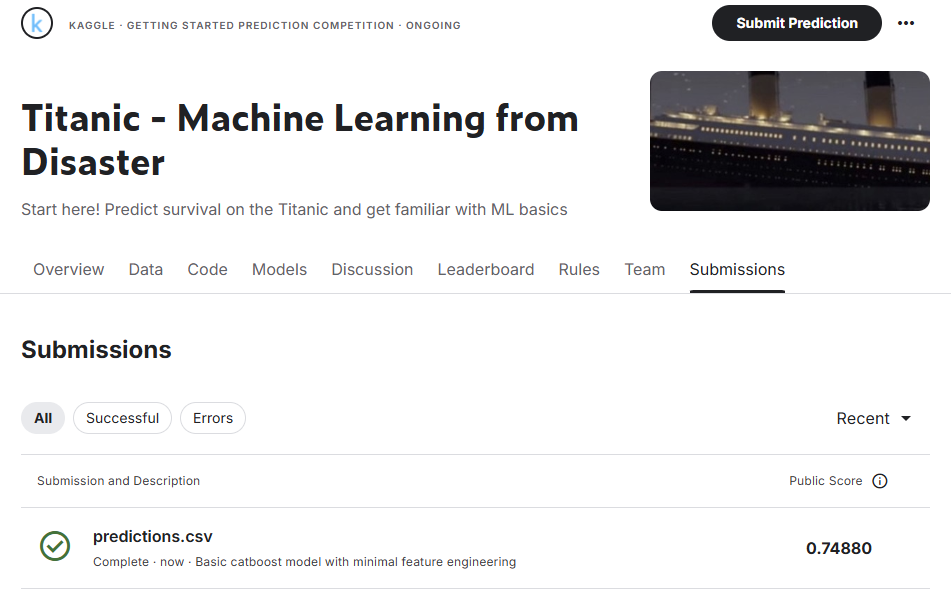 k KAGGLE · GETTING STARTED PREDICTION COMPETITION · ONGOING
Submit Prediction
Titanic - Machine Learning from
Disaster
Start here! Predict survival on the Titanic and get familiar with ML basics
Overview Data Code Models Discussion Leaderboard Rules Team Submissions
Submissions
All Successful Errors Recent
Submission and Description Public Score
predictions.csv
Complete · now · Basic catboost model with minimal feature engineering
0.74880